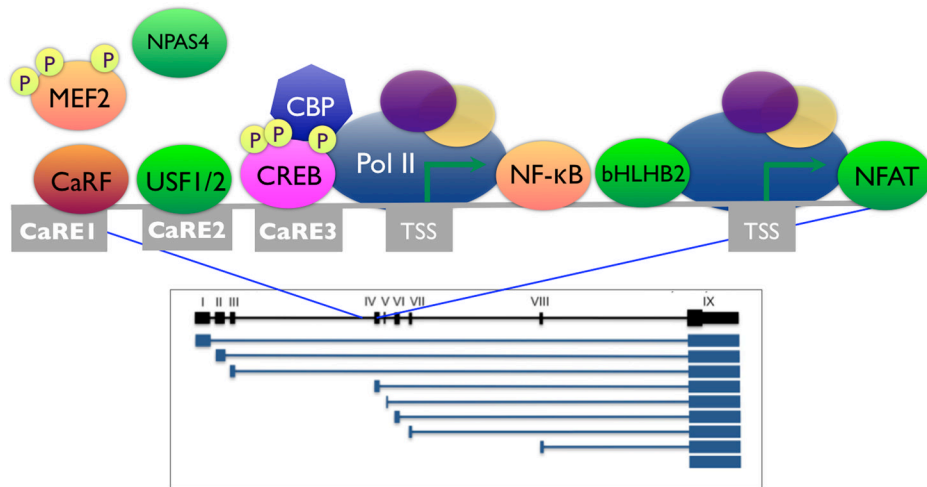 NPAS4
P P P
MEF2
CBP
P P P
Pol II
CaRF
USF1/2
CREB
NF-κB
bHLHB2
NFAT
CaRE1
CaRE2
CaRE3
TSS
TSS
I II III IV V VI VII VIII IX